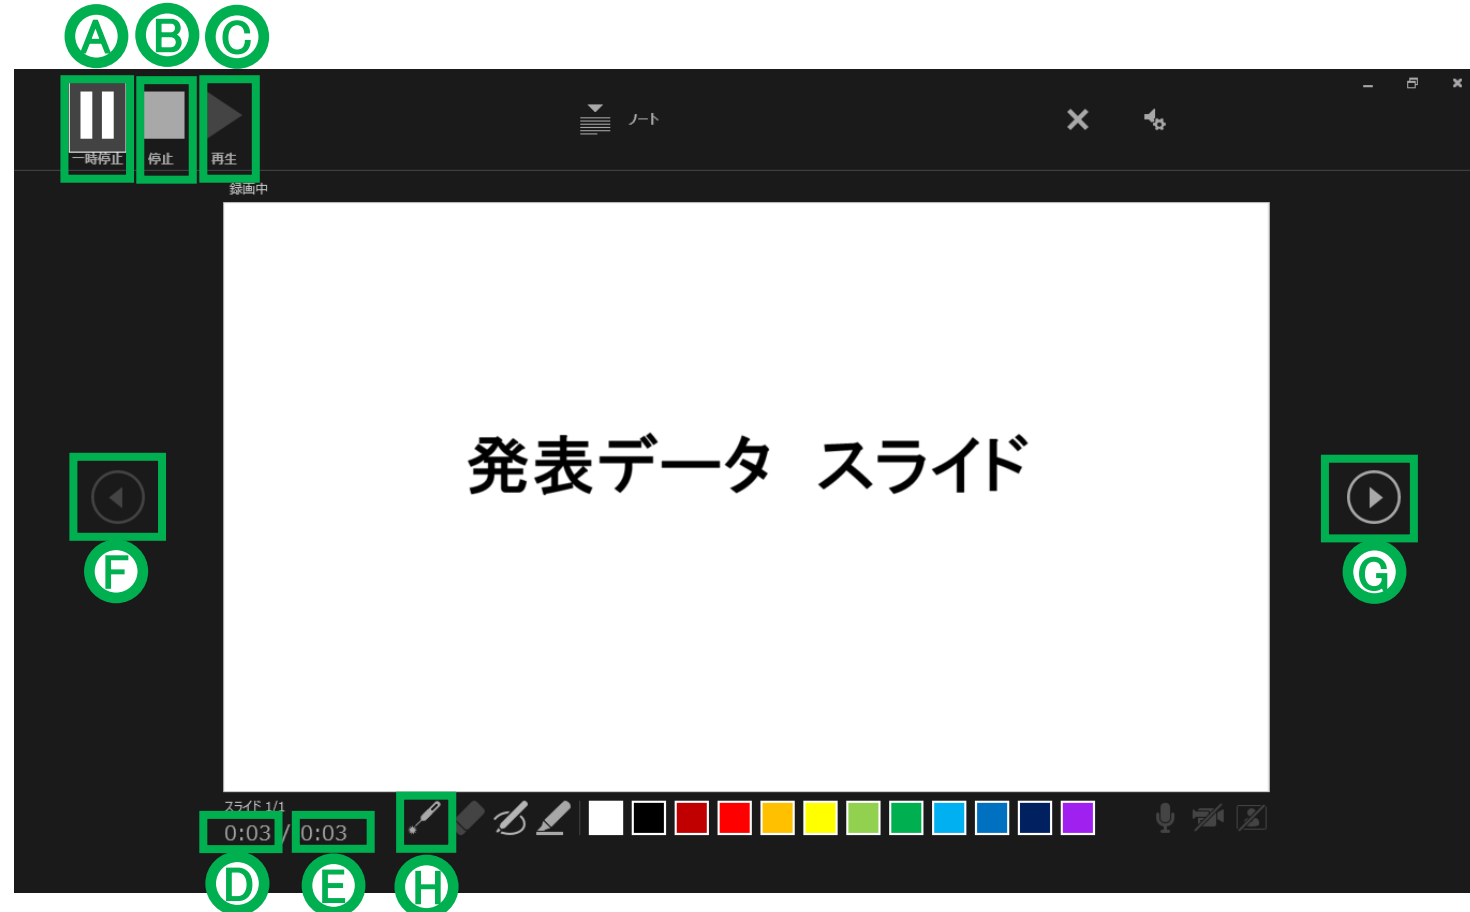 A B C
一時停止 停止 再生
ノート
録画中
発表データ スライド
F
G
スライド 1/1
0:03 / 0:03
D E H